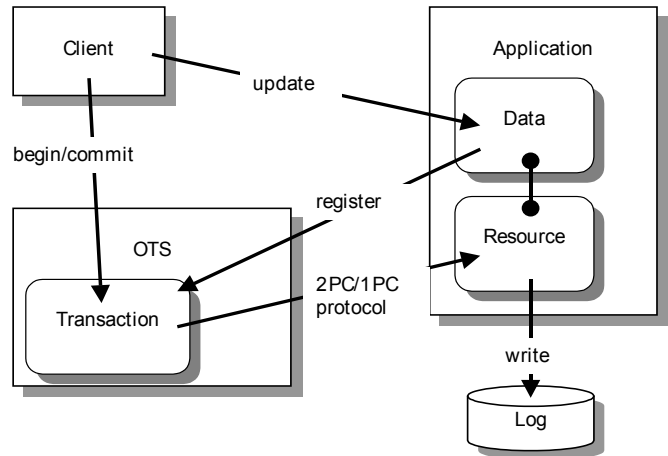 Client
Application
update
Data
begin/commit
register
OTS
Resource
2PC/1PC
protocol
Transaction
write
Log